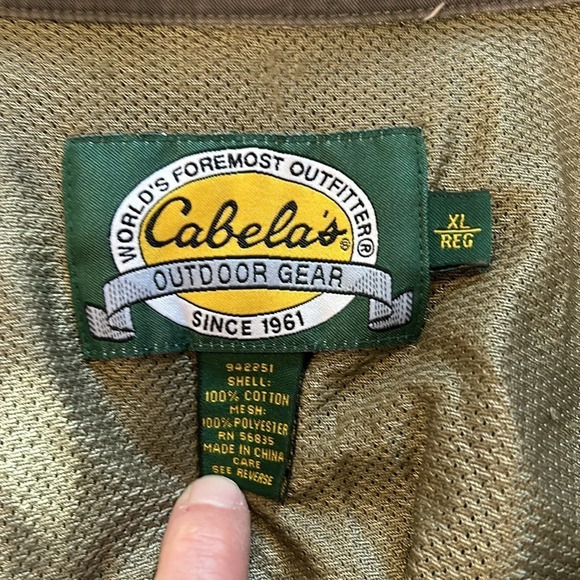 WORLD'S FOREMOST OUTFITTER®
Cabela's®
OUTDOOR GEAR
SINCE 1961
XL
REG
942251
SHELL:
100% COTTON
MESH:
100% POLYESTER
RN 56835
MADE IN CHINA
CARE
SEE REVERSE